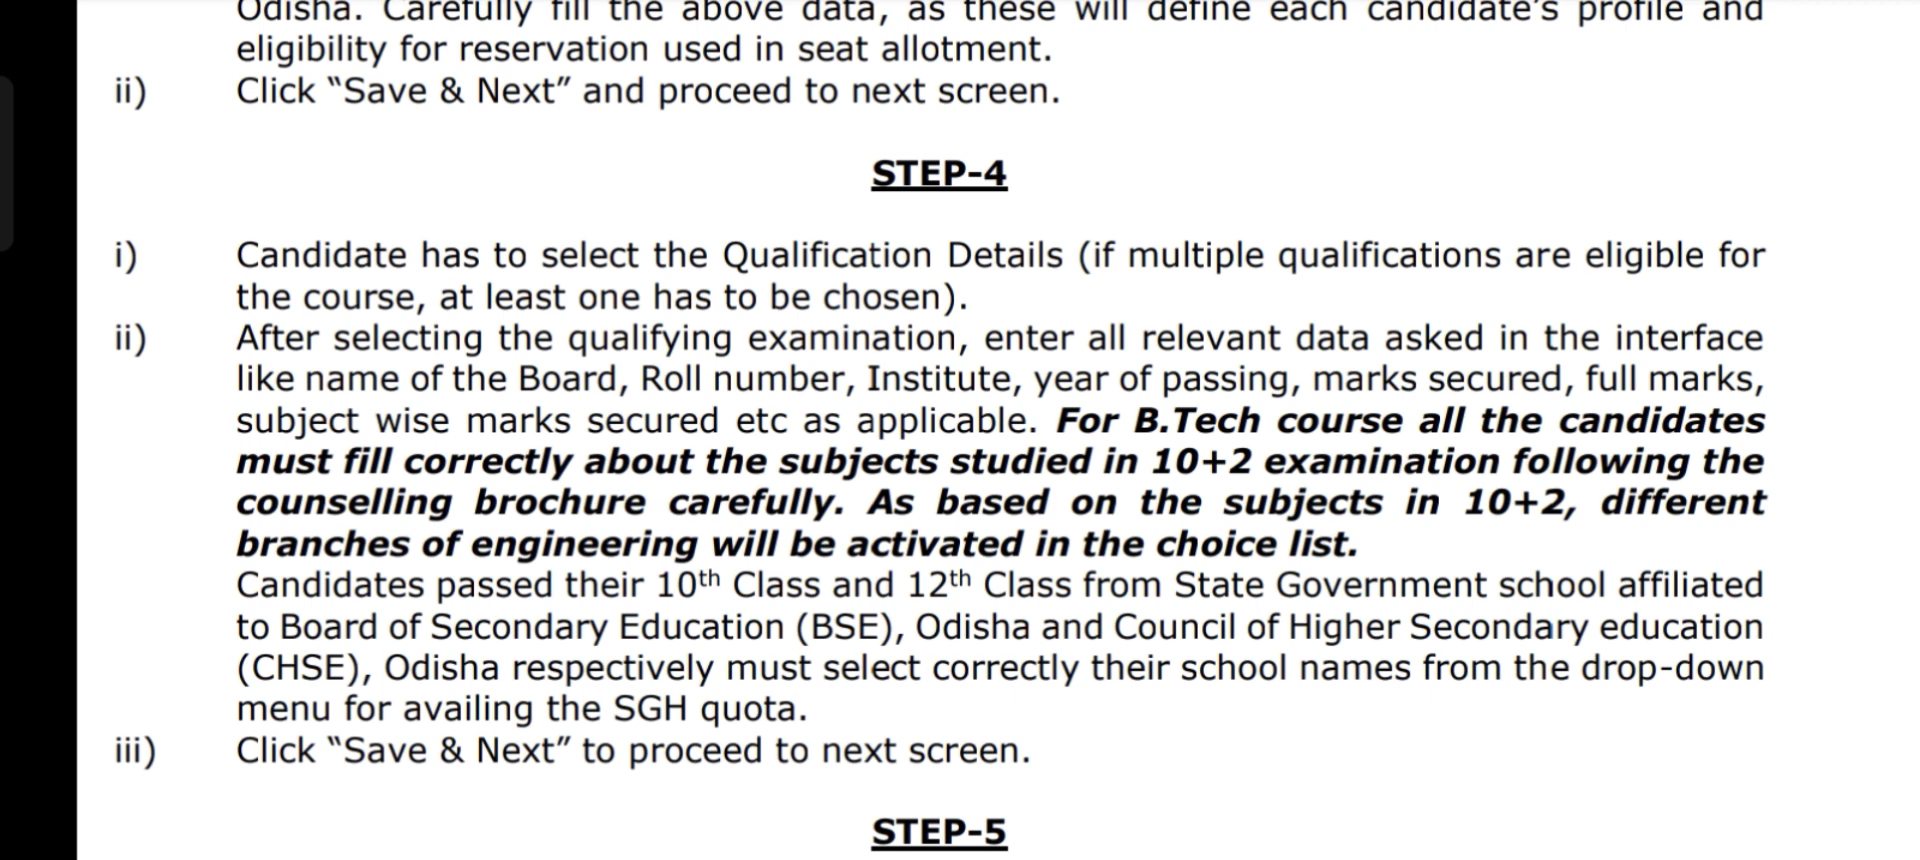 Odisha. Carefully fill the above data, as these will define each candidate's profile and
eligibility for reservation used in seat allotment.
ii) Click “Save & Next” and proceed to next screen.
STEP-4
i) Candidate has to select the Qualification Details (if multiple qualifications are eligible for
the course, at least one has to be chosen).
ii) After selecting the qualifying examination, enter all relevant data asked in the interface
like name of the Board, Roll number, Institute, year of passing, marks secured, full marks,
subject wise marks secured etc as applicable. For B.Tech course all the candidates
must fill correctly about the subjects studied in 10+2 examination following the
counselling brochure carefully. As based on the subjects in 10+2, different
branches of engineering will be activated in the choice list.
Candidates passed their 10th Class and 12th Class from State Government school affiliated
to Board of Secondary Education (BSE), Odisha and Council of Higher Secondary education
(CHSE), Odisha respectively must select correctly their school names from the drop-down
menu for availing the SGH quota.
iii) Click “Save & Next” to proceed to next screen.
STEP-5